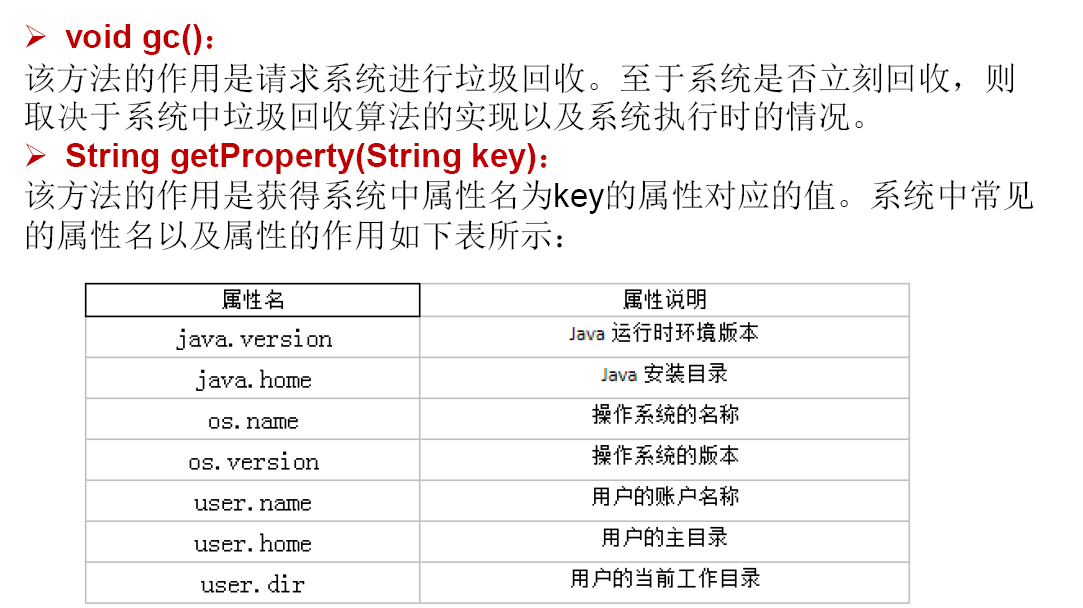 ➢ void gc()：
该方法的作用是请求系统进行垃圾回收。至于系统是否立刻回收，则
取决于系统中垃圾回收算法的实现以及系统执行时的情况。
➢ String getProperty(String key)：
该方法的作用是获得系统中属性名为key的属性对应的值。系统中常见
的属性名以及属性的作用如下表所示：
属性名 属性说明
java.version Java 运行时环境版本
java.home Java 安装目录
os.name 操作系统的名称
os.version 操作系统的版本
user.name 用户的账户名称
user.home 用户的主目录
user.dir 用户的当前工作目录